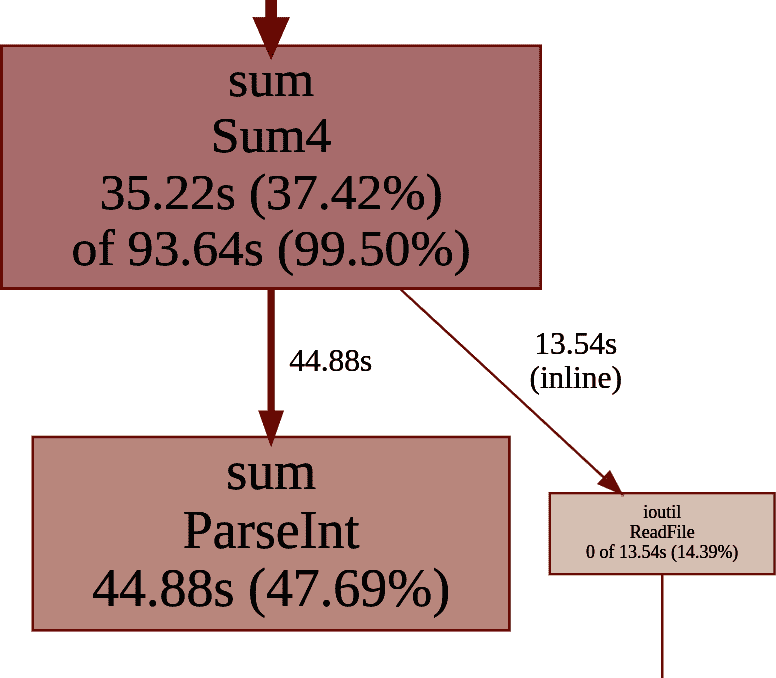 sum
Sum4
35.22s (37.42%)
of 93.64s (99.50%)
44.88s
13.54s
(inline)
sum
ParseInt
44.88s (47.69%)
ioutil
ReadFile
0 of 13.54s (14.39%)